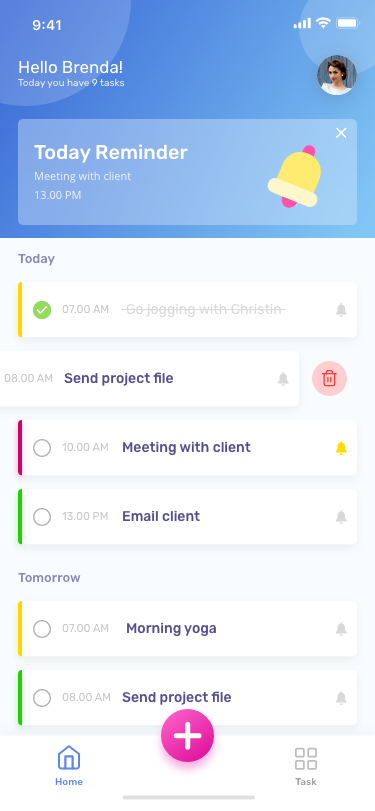 9:41
Hello Brenda!
Today you have 9 tasks
Today Reminder
Meeting with client
13.00 PM
Today
07.00 AM Go jogging with Christin
08.00 AM Send project file
10.00 AM Meeting with client
13.00 PM Email client
Tomorrow
07.00 AM Morning yoga
08.00 AM Send project file
Home Task